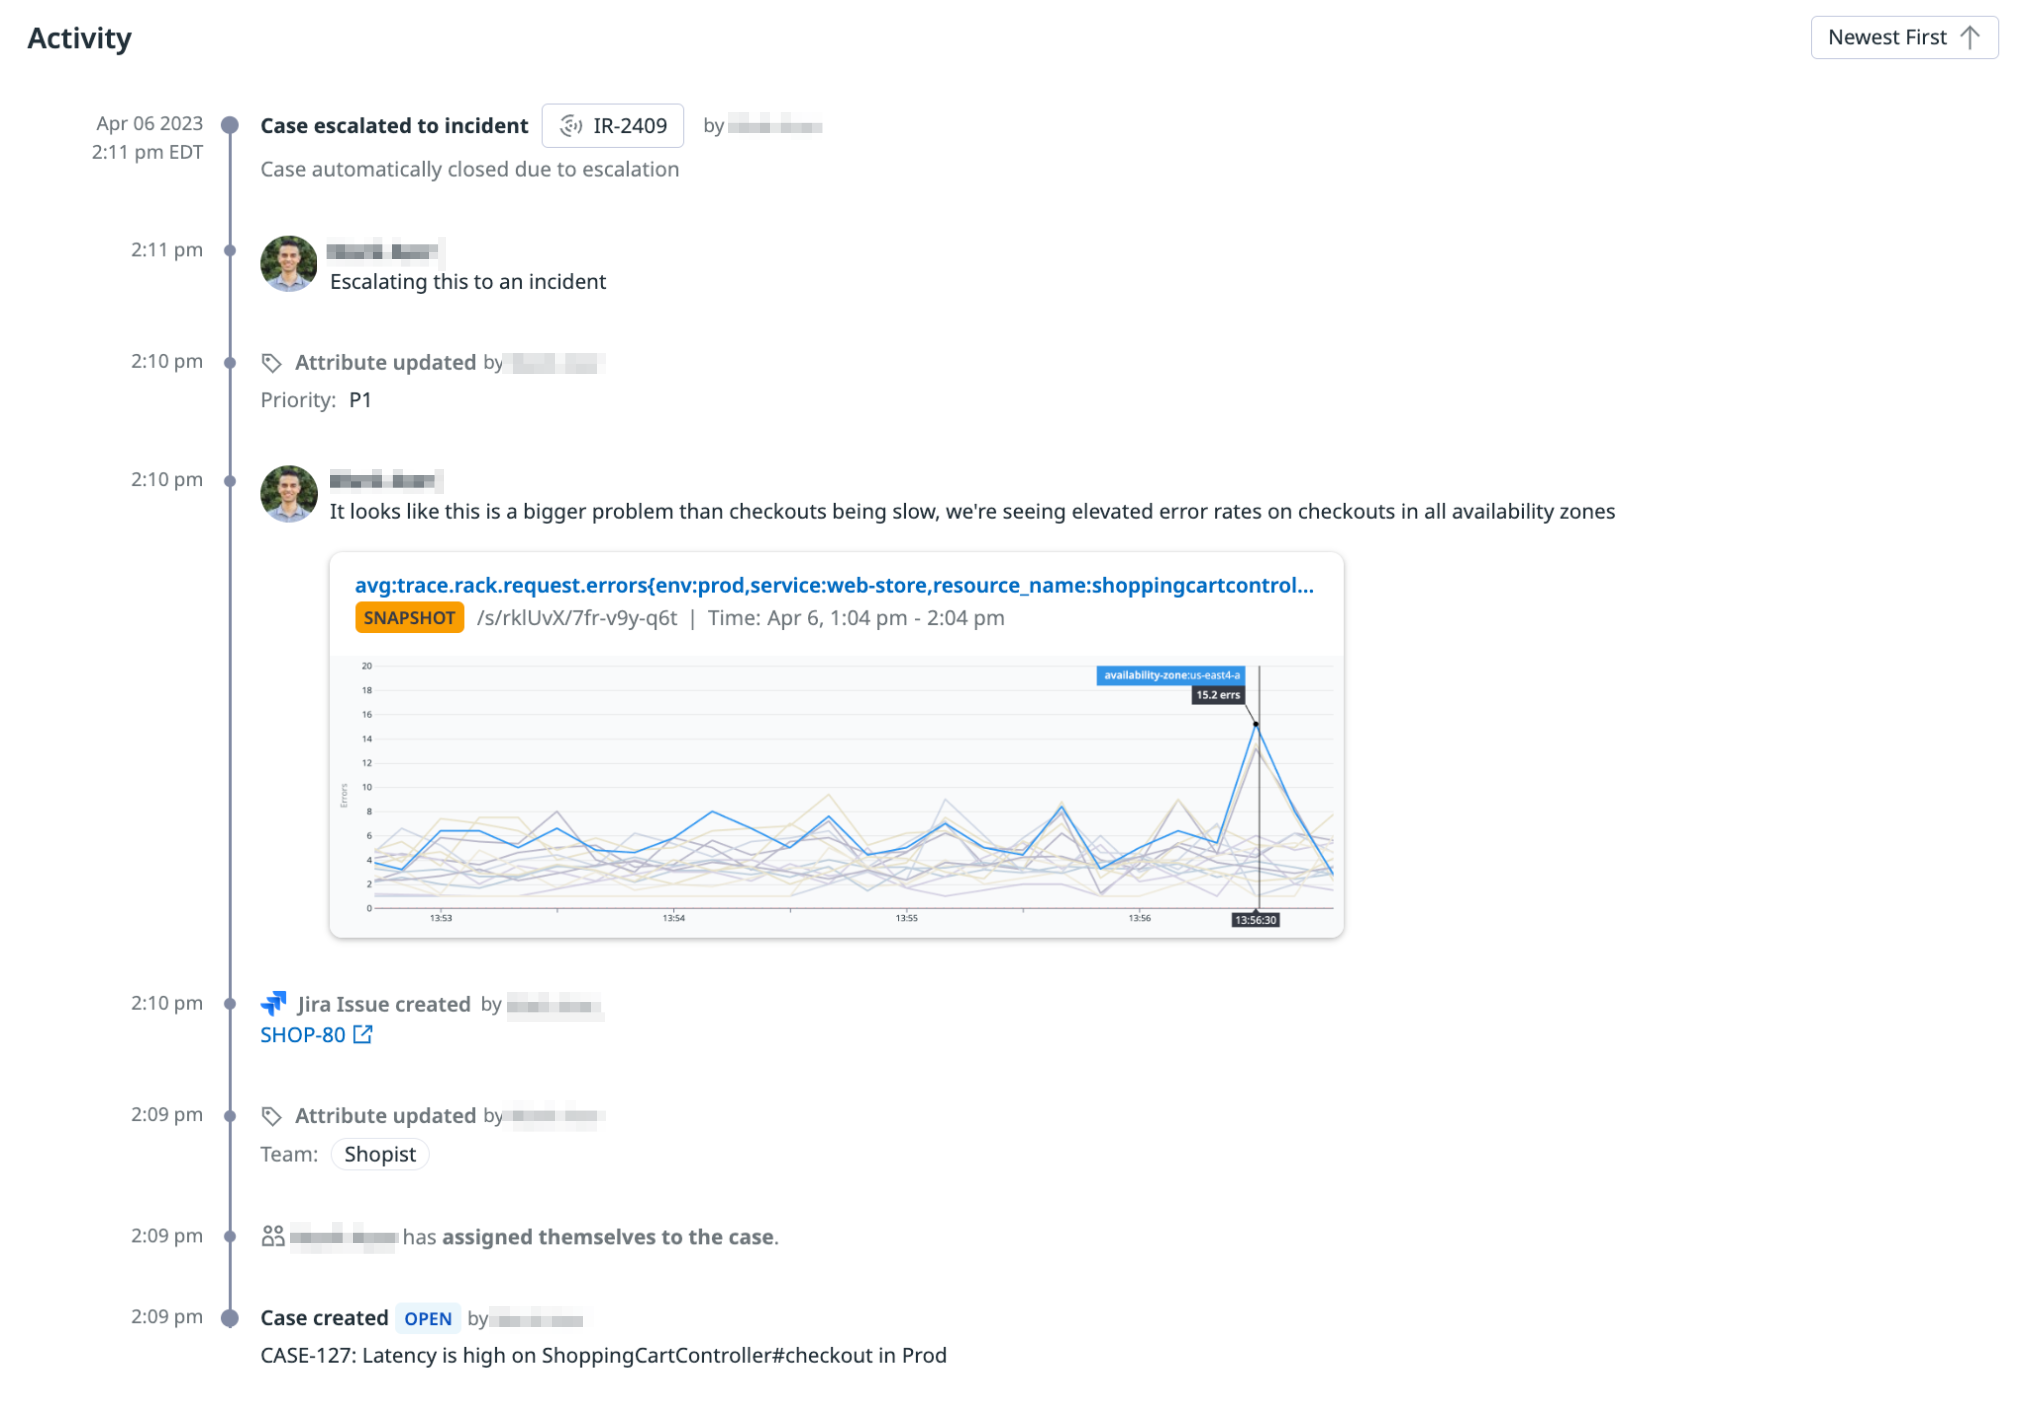 Activity
Newest First
Apr 06 2023
2:11 pm EDT
Case escalated to incident IR-2409 by
Case automatically closed due to escalation
2:11 pm
Escalating this to an incident
2:10 pm Attribute updated by
Priority: P1
2:10 pm
It looks like this is a bigger problem than checkouts being slow, we're seeing elevated error rates on checkouts in all availability zones
avg:trace.rack.request.errors{env:prod,service:web-store,resource_name:shoppingcartcontrol...
SNAPSHOT /s/rklUvX/7fr-v9y-q6t | Time: Apr 6, 1:04 pm - 2:04 pm
availability-zone:us-east4-a
15.2 errs
Errors
20
18
16
14
12
10
8
6
4
2
0
13:53 13:54 13:55 13:56 13:56:30
2:10 pm Jira Issue created by
SHOP-80
2:09 pm Attribute updated by
Team: Shopist
2:09 pm has assigned themselves to the case.
2:09 pm Case created OPEN by
CASE-127: Latency is high on ShoppingCartController#checkout in Prod